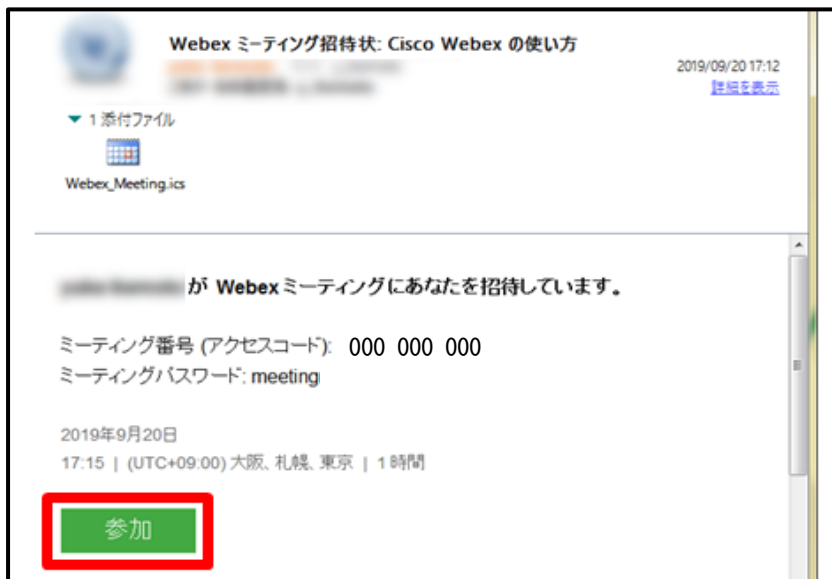 Webex ミーティング招待状: Cisco Webex の使い方
2019/09/20 17:12
詳細を表示
▼ 1 添付ファイル
Webex_Meeting.ics
が Webex ミーティングにあなたを招待しています。
ミーティング番号 (アクセスコード): 000 000 000
ミーティングパスワード: meeting
2019年9月20日
17:15 | (UTC+09:00) 大阪、札幌、東京 | 1 時間
参加